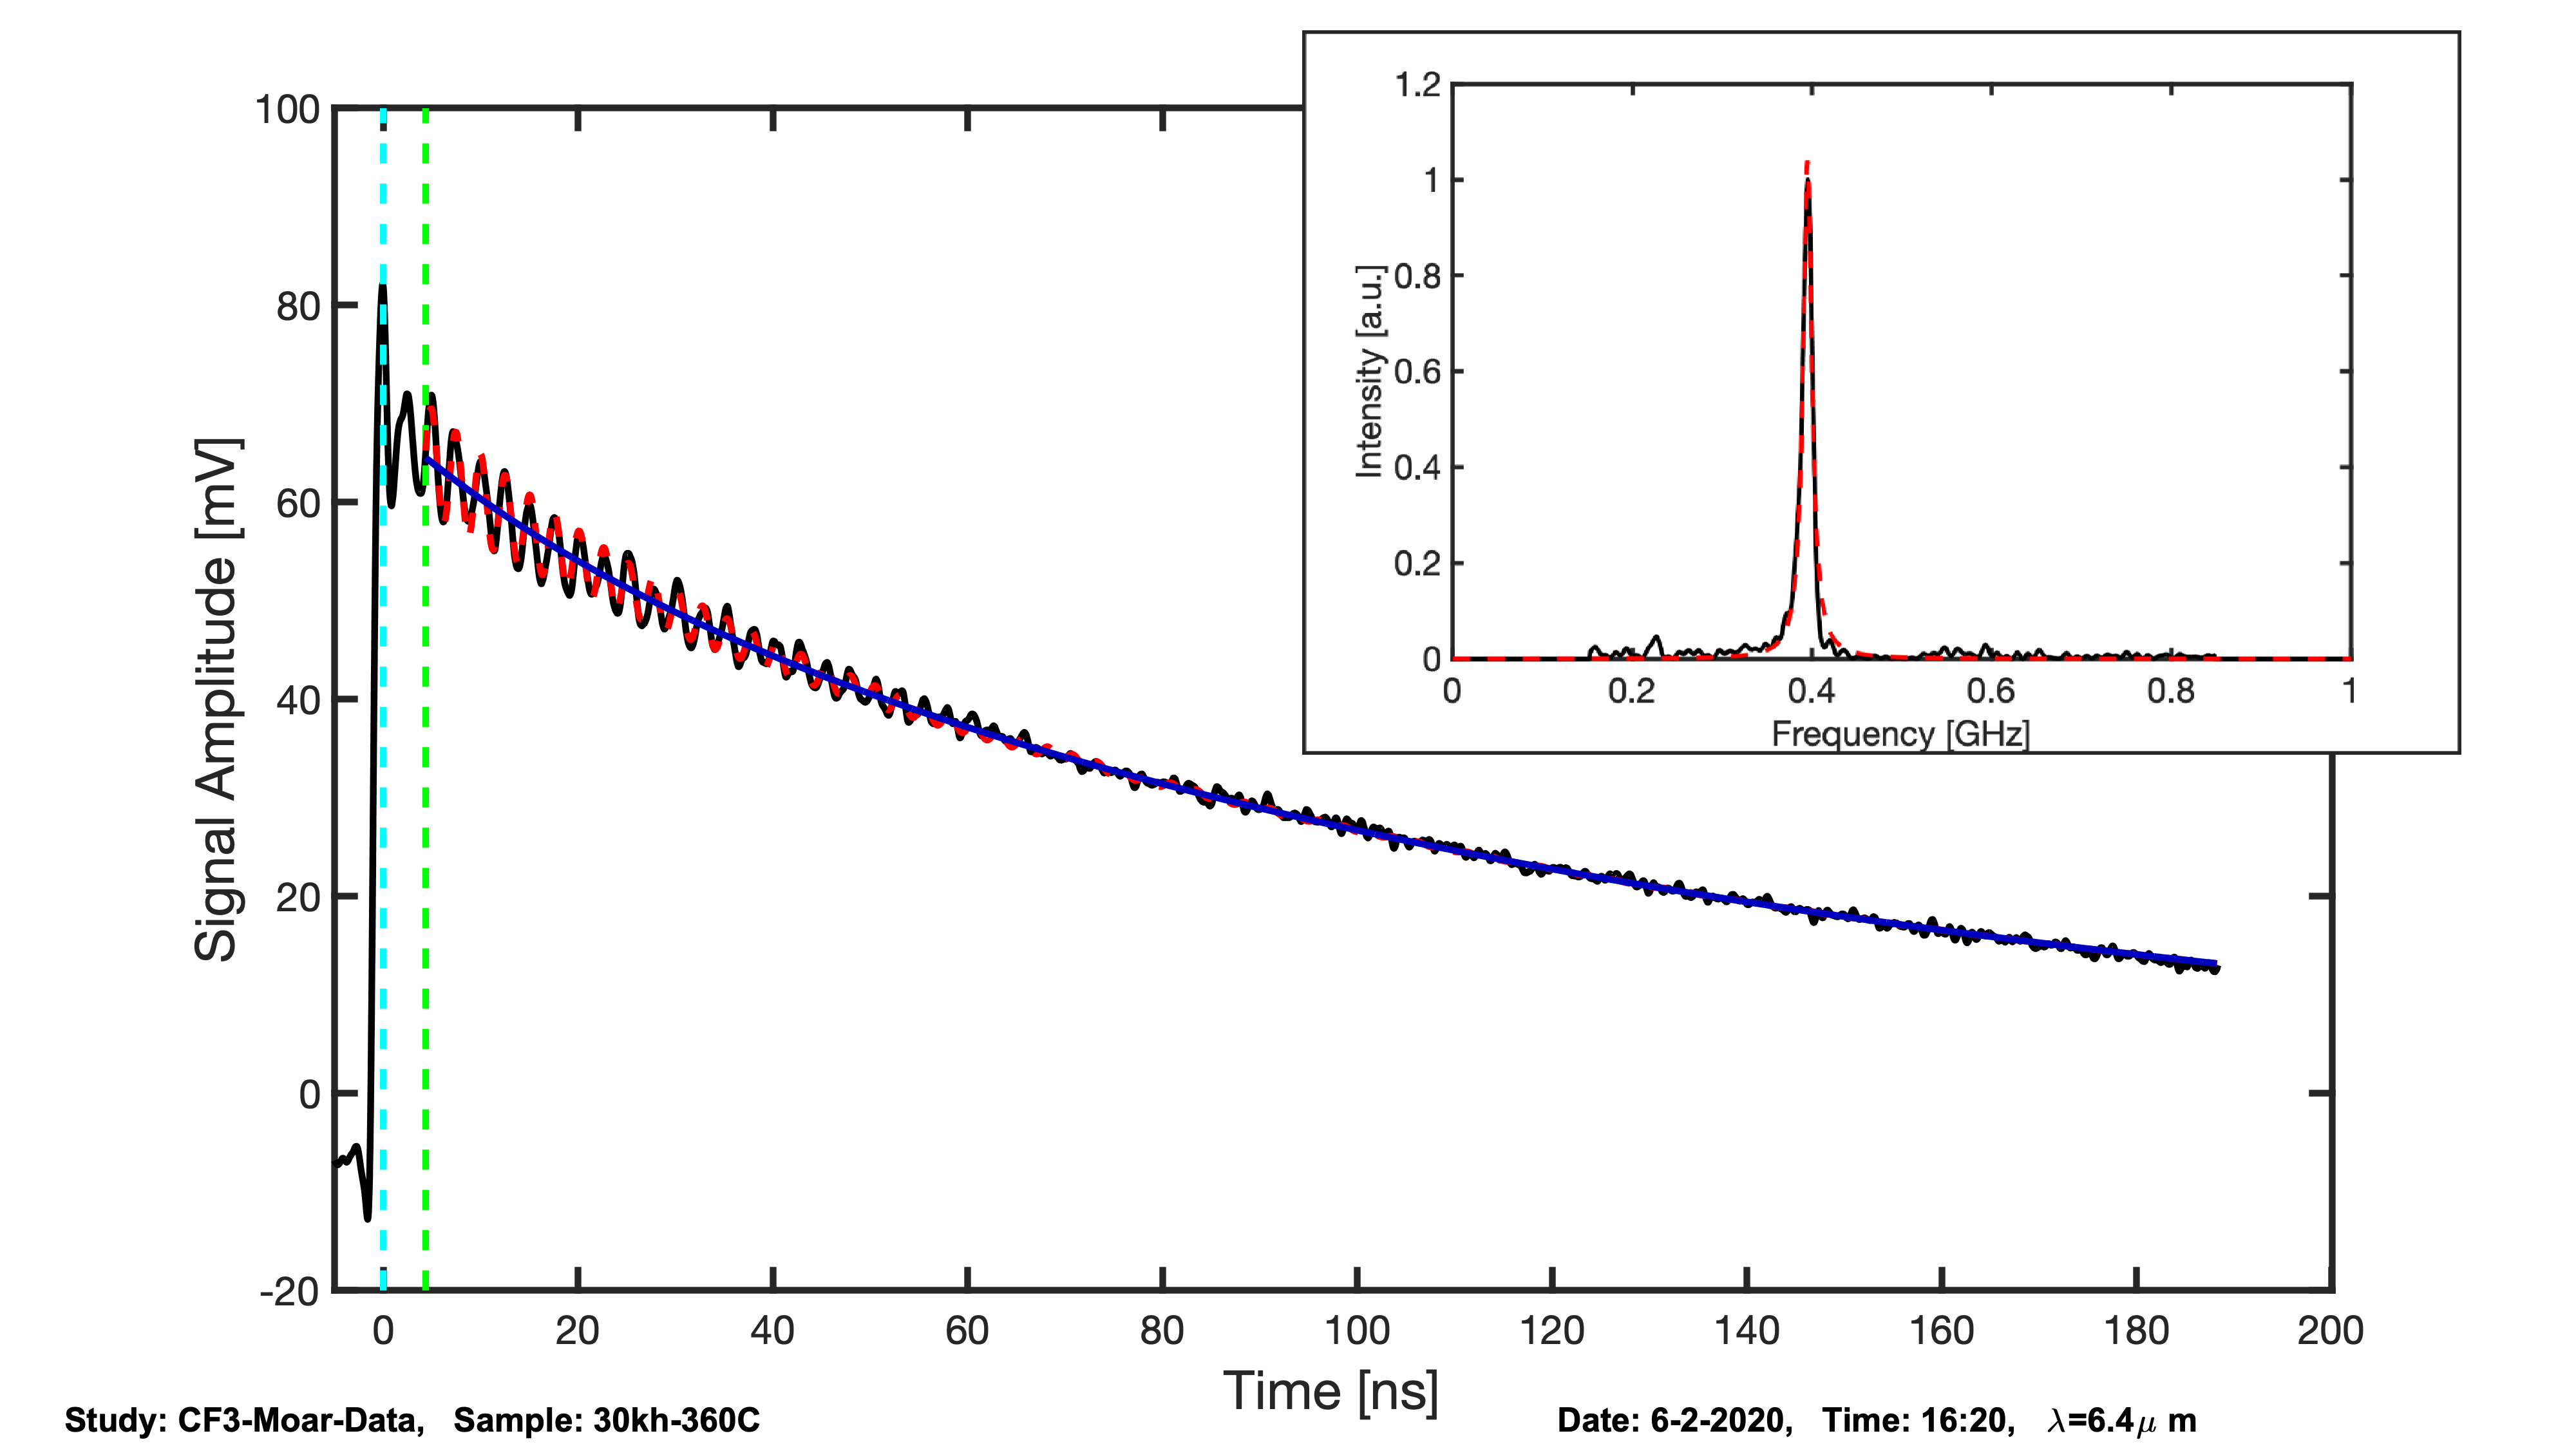 100
80
60
40
20
0
-20
Signal Amplitude [mV]
0 20 40 60 80 100 120 140 160 180 200
Time [ns]
1.2
1
0.8
0.6
0.4
0.2
0
Intensity [a.u.]
0 0.2 0.4 0.6 0.8 1
Frequency [GHz]
Study: CF3-Moar-Data, Sample: 30kh-360C
Date: 6-2-2020, Time: 16:20, λ=6.4μ m